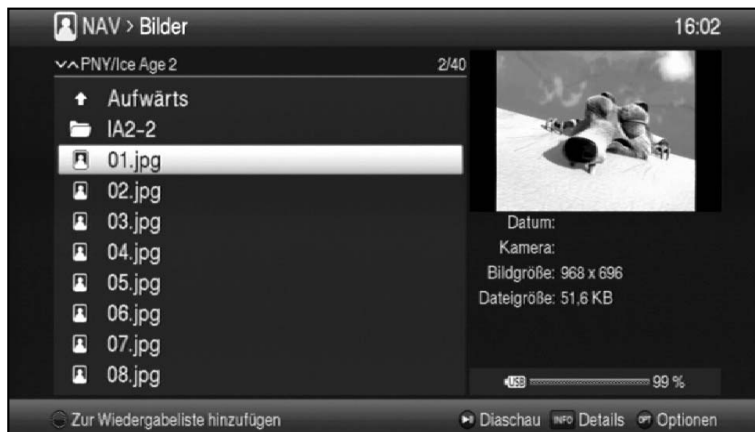 NAV > Bilder
16:02
PNY/Ice Age 2
2/40
Aufwärts
IA2-2
01.jpg
02.jpg
03.jpg
04.jpg
05.jpg
06.jpg
07.jpg
08.jpg
Datum:
Kamera:
Bildgröße: 968 x 696
Dateigröße: 51,6 KB
USB
99 %
Zur Wiedergabeliste hinzufügen
Diaschau
INFO Details
OPT Optionen